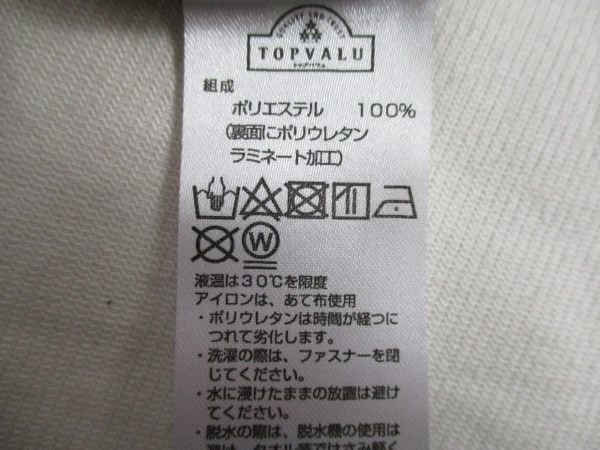 QUALITY AND TRUST
TOPVALU
トップバリュ
組成
ポリエステル 100%
(裏面にポリウレタン
ラミネート加工)
W
液温は30℃を限度
アイロンは、あて布使用
・ポリウレタンは時間が経つに
つれて劣化します。
・洗濯の際は、ファスナーを閉
じてください。
・水に浸けたままの放置は避け
てください。
・脱水の際は、脱水機の使用は